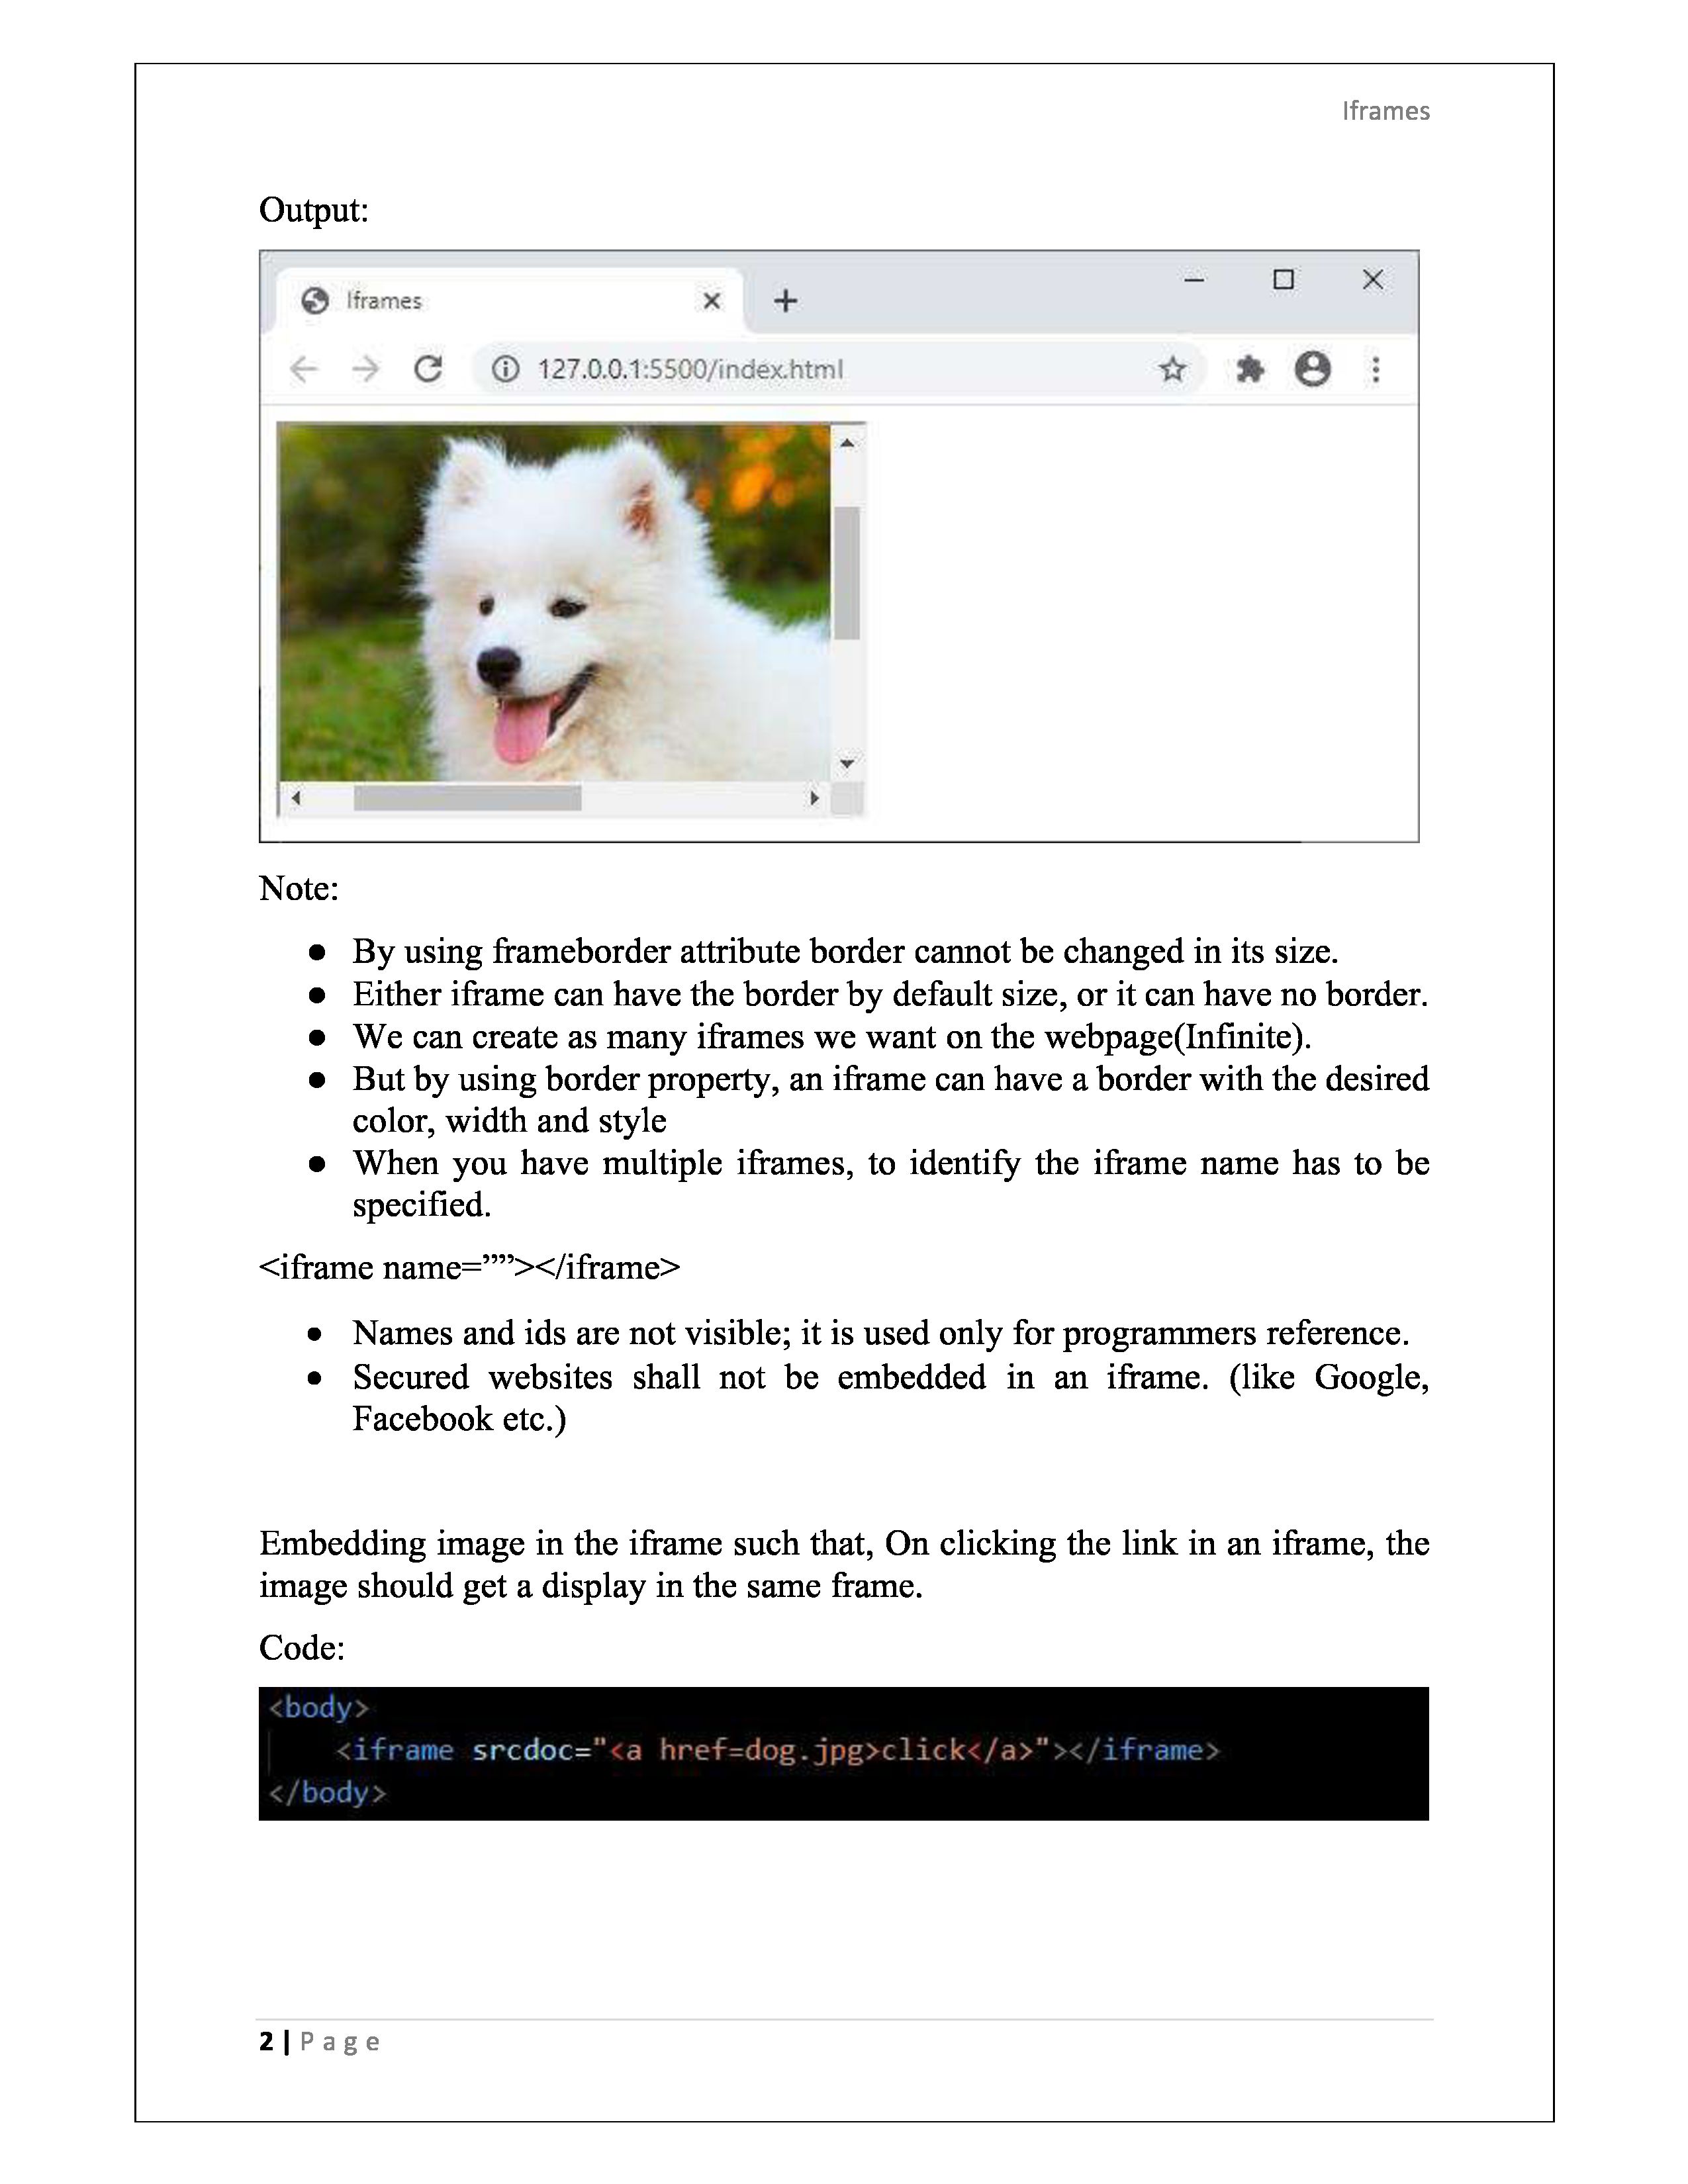 Iframes
Output:
Iframes
127.0.0.1:5500/index.html
Note:
● By using frameborder attribute border cannot be changed in its size.
● Either iframe can have the border by default size, or it can have no border.
● We can create as many iframes we want on the webpage(Infinite).
● But by using border property, an iframe can have a border with the desired
color, width and style
● When you have multiple iframes, to identify the iframe name has to be
specified.
<iframe name=””></iframe>
● Names and ids are not visible; it is used only for programmers reference.
● Secured websites shall not be embedded in an iframe. (like Google,
Facebook etc.)
Embedding image in the iframe such that, On clicking the link in an iframe, the
image should get a display in the same frame.
Code:
<body>
<iframe srcdoc="<a href=dog.jpg>click</a>"></iframe>
</body>
2 | Page